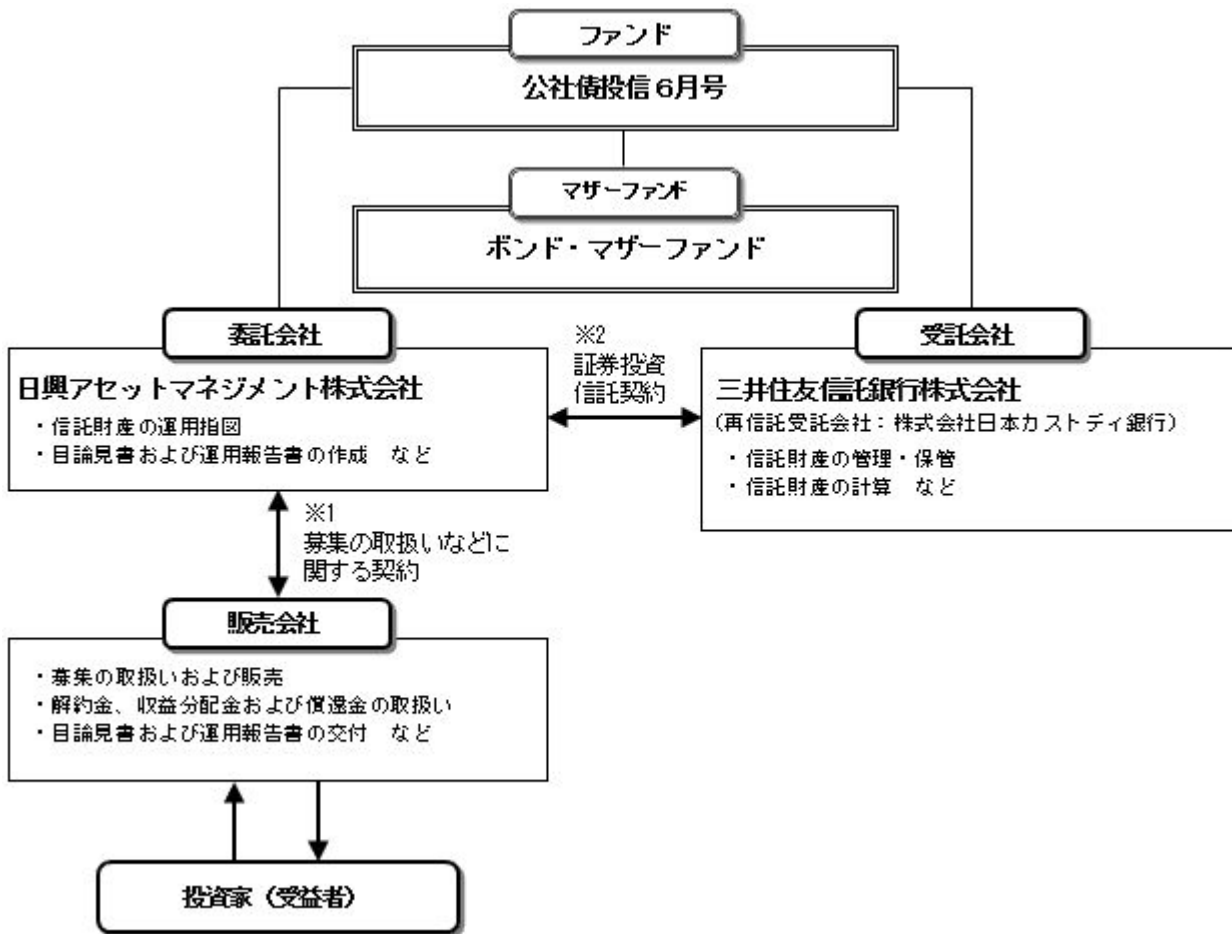 ファンド
公社債投信6月号
マザーファンド
ボンド・マザーファンド
委託会社
日興アセットマネジメント株式会社
・信託財産の運用指図
・目論見書および運用報告書の作成　など
※2
証券投資
信託契約
受託会社
三井住友信託銀行株式会社
(再信託受託会社：株式会社日本カストディ銀行)
・信託財産の管理・保管
・信託財産の計算　など
※1
募集の取扱いなどに
関する契約
販売会社
・募集の取扱いおよび販売
・解約金、収益分配金および償還金の取扱い
・目論見書および運用報告書の交付　など
投資家（受益者）